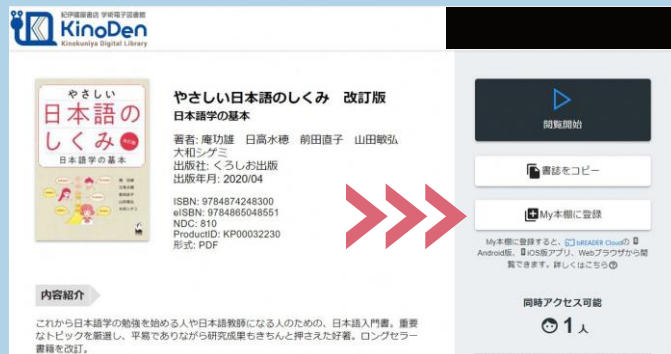 紀伊國屋書店 学術電子図書館
KinoDen
Kinokuniya Digital Library
やさしい
日本語の
しくみ 改訂版
日本語学の基本
やさしい日本語のしくみ 改訂版
日本語学の基本
著者: 庵功雄 日高水穂 前田直子 山田敏弘
大和シゲミ
出版社: くろしお出版
出版年月: 2020/04
ISBN: 9784874248300
eISBN: 9784865048551
NDC: 810
ProductID: KP00032230
形式: PDF
内容紹介
これから日本語学の勉強を始める人や日本語教師になる人のための、日本語入門書。重要
なトピックを厳選し、平易でありながら研究成果もきちんと押さえた好著。ロングセラー
書籍を改訂。
閲覧開始
書誌をコピー
My本棚に登録
My本棚に登録すると、bREADER Cloudの
Android版、iOS版アプリ、Webブラウザから閲
覧できます。詳しくはこちら
同時アクセス可能
1人